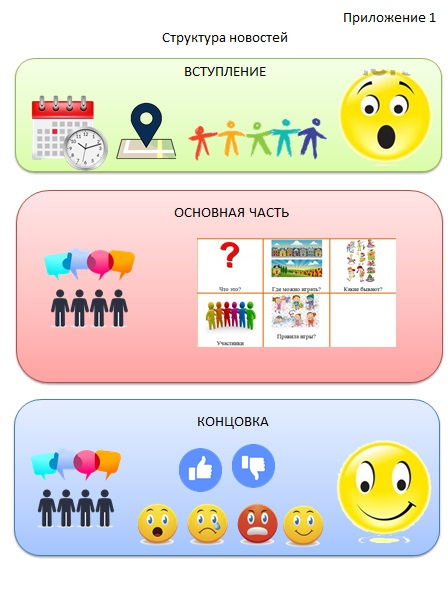 Приложение 1
Структура новостей
ВСТУПЛЕНИЕ
ОСНОВНАЯ ЧАСТЬ
Что это?
Где можно играть?
Какие бывают?
Участники
Правила игры?
КОНЦОВКА